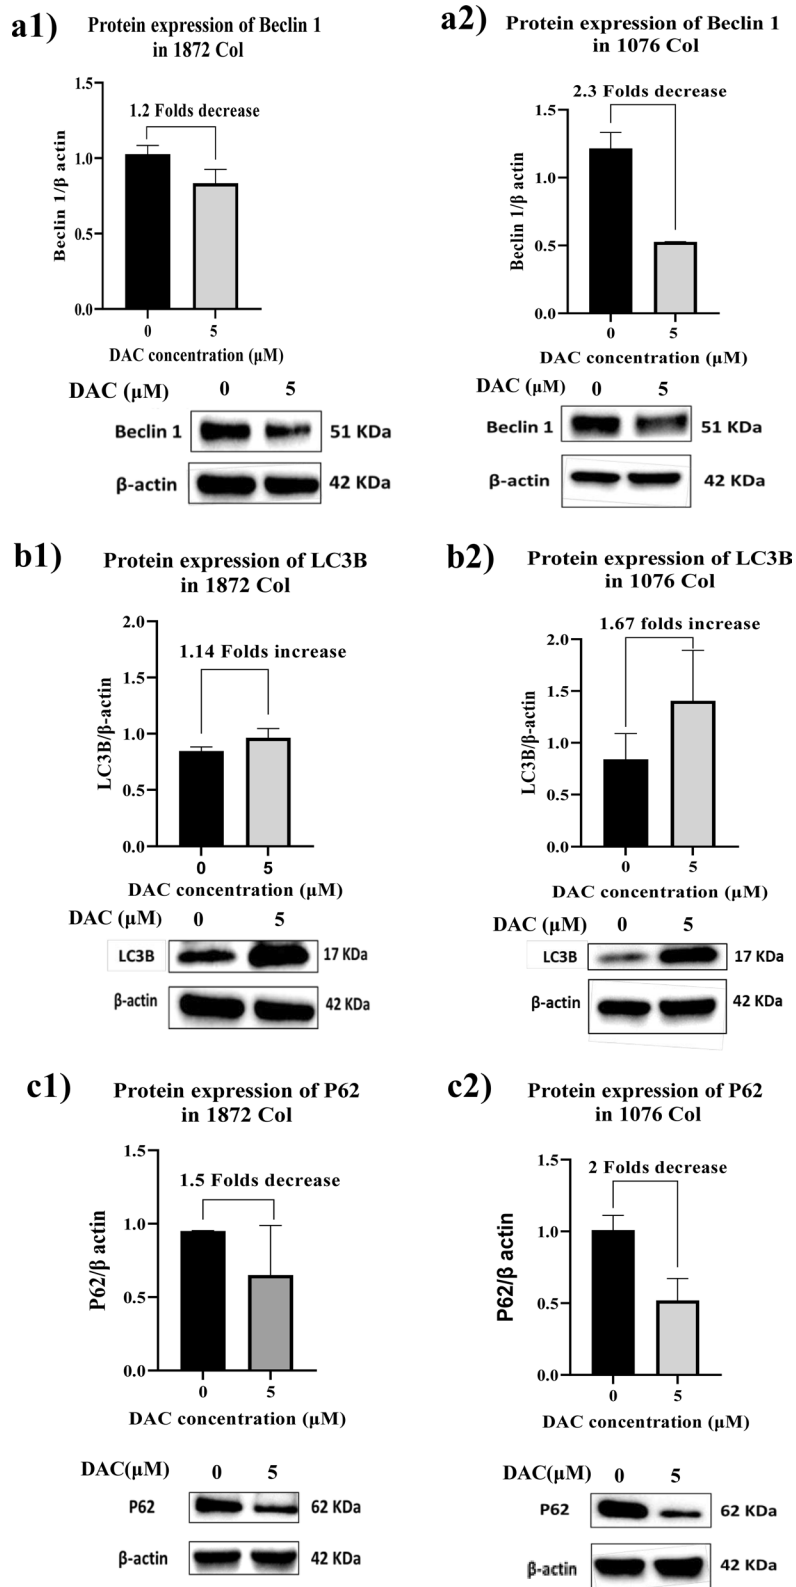 a1)
Protein expression of Beclin 1
in 1872 Col
1.2 Folds decrease
Beclin 1/β actin
1.5
1.0
0.5
0.0
0 5
DAC concentration (μM)
DAC (μM) 0 5
Beclin 1 51 KDa
β-actin 42 KDa
a2)
Protein expression of Beclin 1
in 1076 Col
2.3 Folds decrease
Beclin 1/β actin
1.5
1.0
0.5
0.0
0 5
DAC concentration (μM)
DAC (μM) 0 5
Beclin 1 51 KDa
β-actin 42 KDa
b1)
Protein expression of LC3B
in 1872 Col
1.14 Folds increase
LC3B/β-actin
2.0
1.5
1.0
0.5
0.0
0 5
DAC concentration (μM)
DAC (μM) 0 5
LC3B 17 KDa
β-actin 42 KDa
b2)
Protein expression of LC3B
in 1076 Col
1.67 folds increase
LC3B/β-actin
2.0
1.5
1.0
0.5
0.0
0 5
DAC concentration (μM)
DAC (μM) 0 5
LC3B 17 KDa
β-actin 42 KDa
c1)
Protein expression of P62
in 1872 Col
1.5 Folds decrease
P62/β actin
1.5
1.0
0.5
0.0
0 5
DAC concentration (μM)
DAC(μM) 0 5
P62 62 KDa
β-actin 42 KDa
c2)
Protein expression of P62
in 1076 Col
2 Folds decrease
P62/β actin
1.5
1.0
0.5
0.0
0 5
DAC concentration (μM)
DAC(μM) 0 5
P62 62 KDa
β-actin 42 KDa